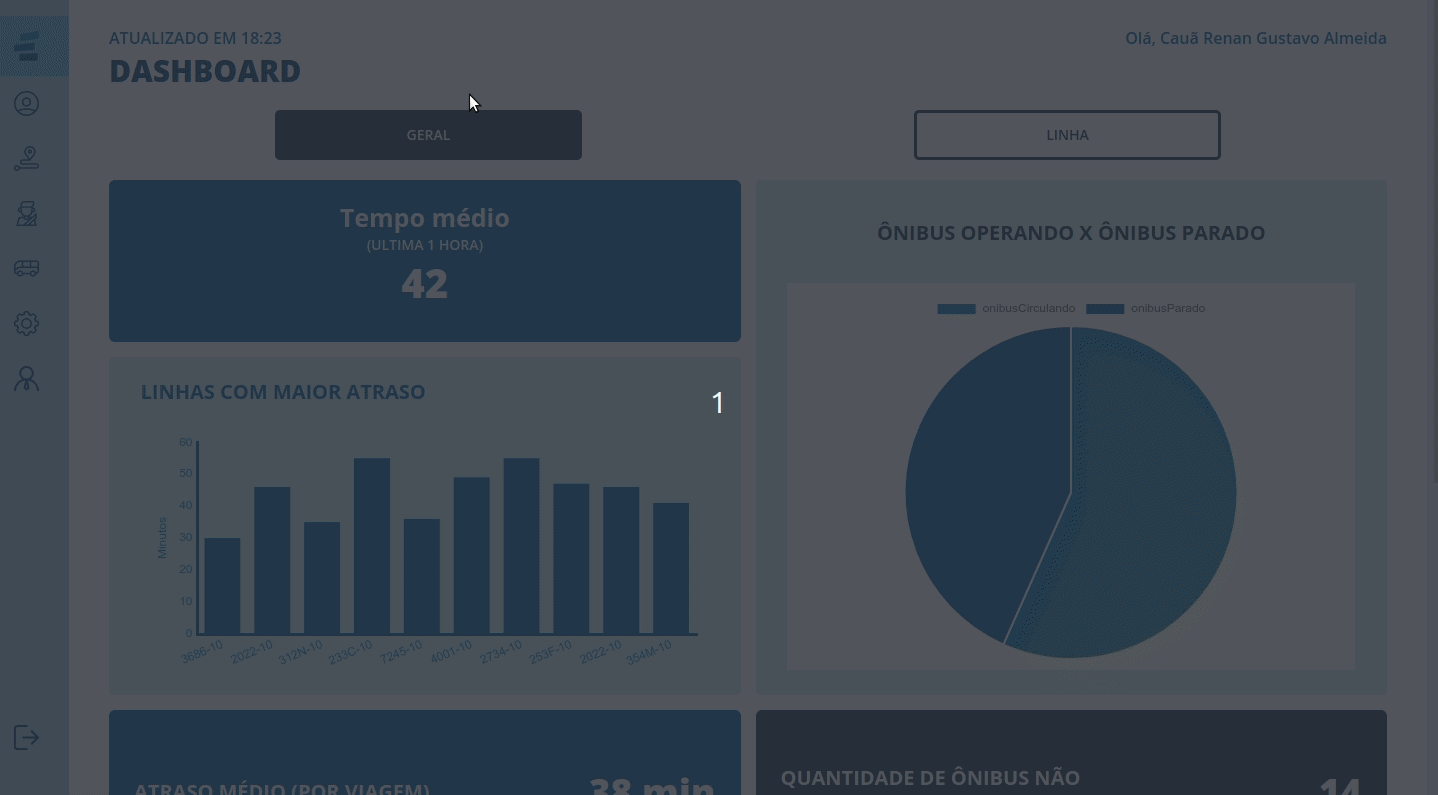 ATUALIZADO EM 18:23
Olá, Cauã Renan Gustavo Almeida
DASHBOARD
GERAL
LINHA
Tempo médio
(ULTIMA 1 HORA)
42
ÔNIBUS OPERANDO X ÔNIBUS PARADO
onibusCirculando
onibusParado
LINHAS COM MAIOR ATRASO
1
Minutos
60
50
40
30
20
10
0
3686-10
2022-10
312N-10
233C-10
7245-10
4001-10
2734-10
253F-10
2022-10
354M-10
ATRASO MÉDIO (POR VIAGEM)
38 min
QUANTIDADE DE ÔNIBUS NÃO
14